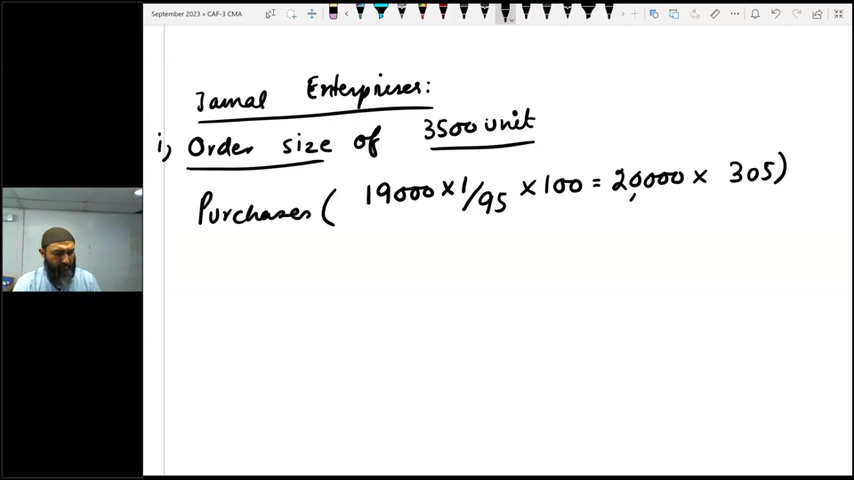 September 2023 » CAF-3 CMA
Jamal Enterprises:
i) Order size of 3500 unit
Purchases ( 19000 × 1/95 × 100 = 20,000 × 305)